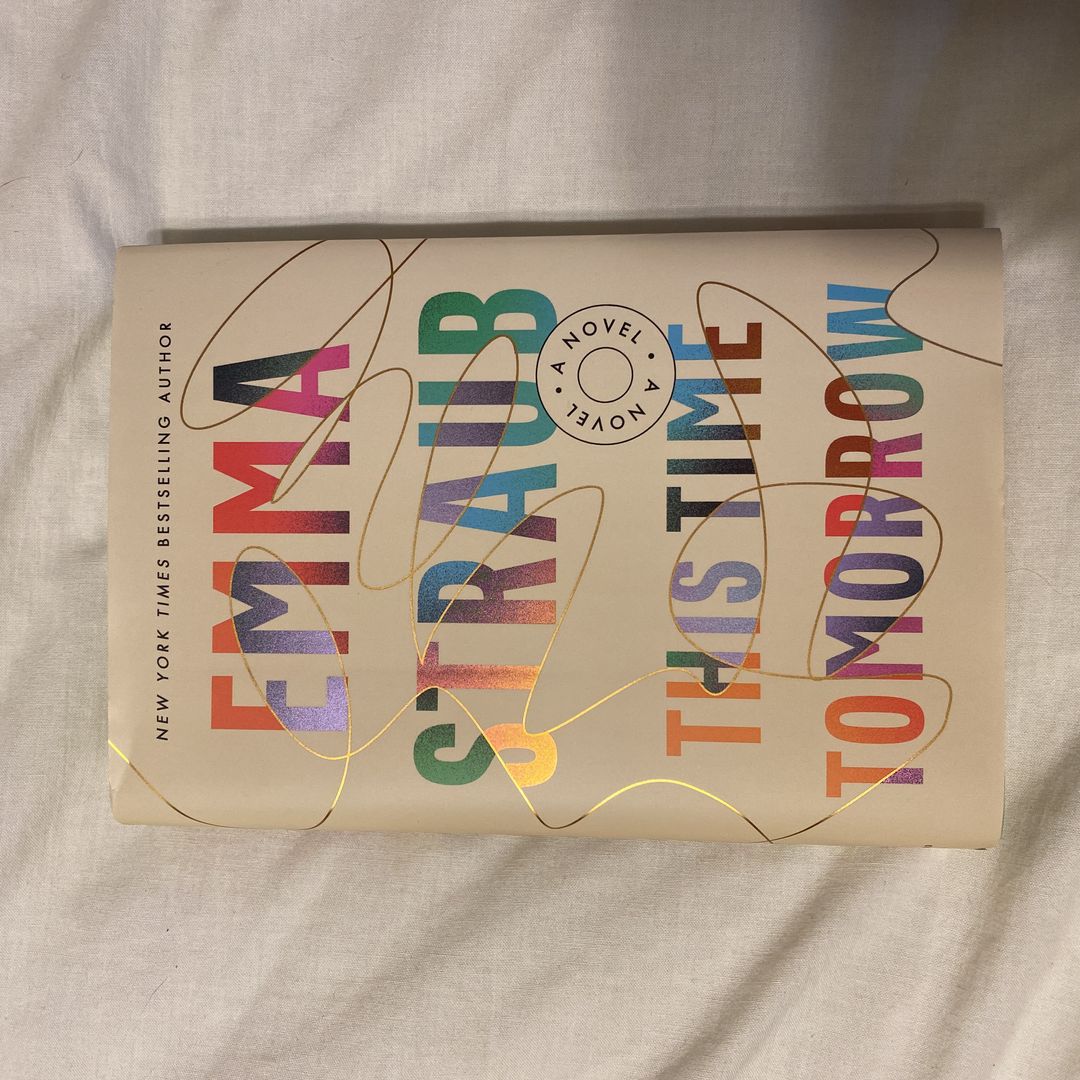 NEW YORK TIMES BESTSELLING AUTHOR
EMMA
STRAUB
A NOVEL • A NOVEL •
THIS TIME
TOMORROW